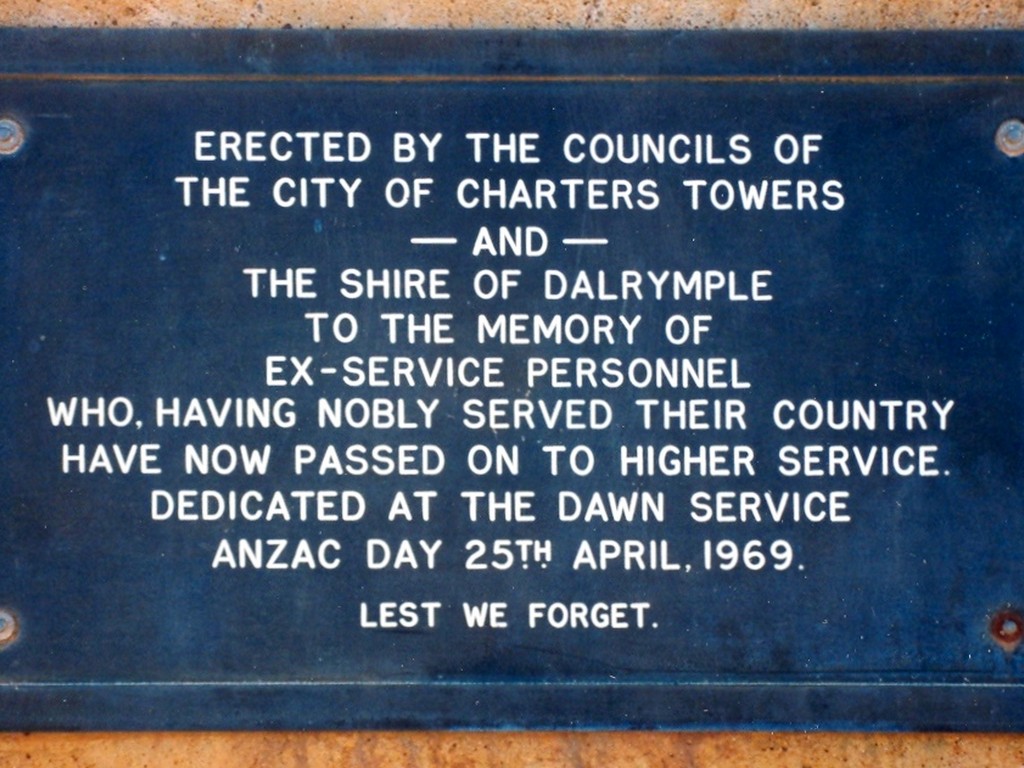 ERECTED BY THE COUNCILS OF
THE CITY OF CHARTERS TOWERS
— AND —
THE SHIRE OF DALRYMPLE
TO THE MEMORY OF
EX-SERVICE PERSONNEL
WHO, HAVING NOBLY SERVED THEIR COUNTRY
HAVE NOW PASSED ON TO HIGHER SERVICE.
DEDICATED AT THE DAWN SERVICE
ANZAC DAY 25TH APRIL, 1969.
LEST WE FORGET.